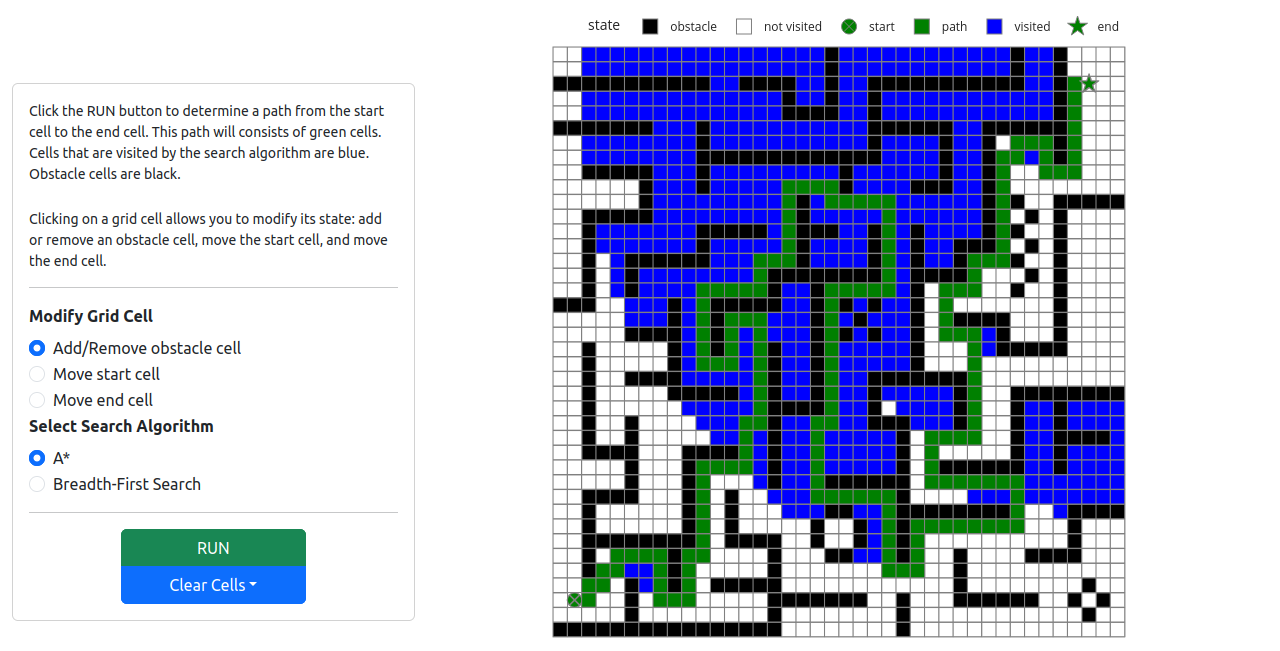 state obstacle not visited start path visited end
Click the RUN button to determine a path from the start
cell to the end cell. This path will consists of green cells.
Cells that are visited by the search algorithm are blue.
Obstacle cells are black.
Clicking on a grid cell allows you to modify its state: add
or remove an obstacle cell, move the start cell, and move
the end cell.
Modify Grid Cell
Add/Remove obstacle cell
Move start cell
Move end cell
Select Search Algorithm
A*
Breadth-First Search
RUN
Clear Cells